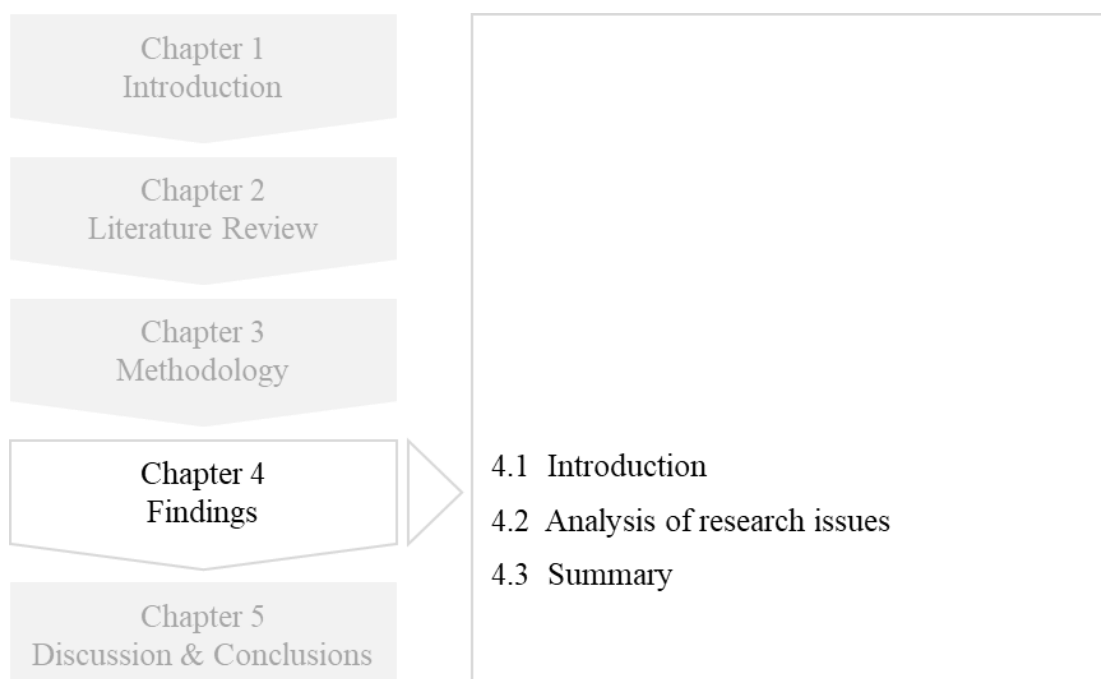 Chapter 1
Introduction
Chapter 2
Literature Review
Chapter 3
Methodology
Chapter 4
Findings
4.1 Introduction
4.2 Analysis of research issues
4.3 Summary
Chapter 5
Discussion & Conclusions